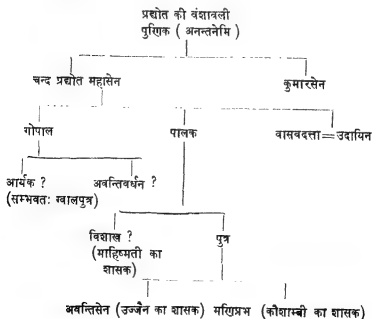 प्रद्योत की वंशावली
पुणिक ( अनन्तनेमि )
चन्द प्रद्योत महासेन कुमारसेन
गोपाल पालक वासवदत्ता = उदायिन
आर्यक ? अवन्तिवर्धन ?
(सम्भवतः ग्वालपुत्र)
विशाख ? पुत्र
(माहिष्मती का
शासक)
अवन्तिसेन (उज्जैन का शासक) मणिप्रभ (कौशाम्बी का शासक)